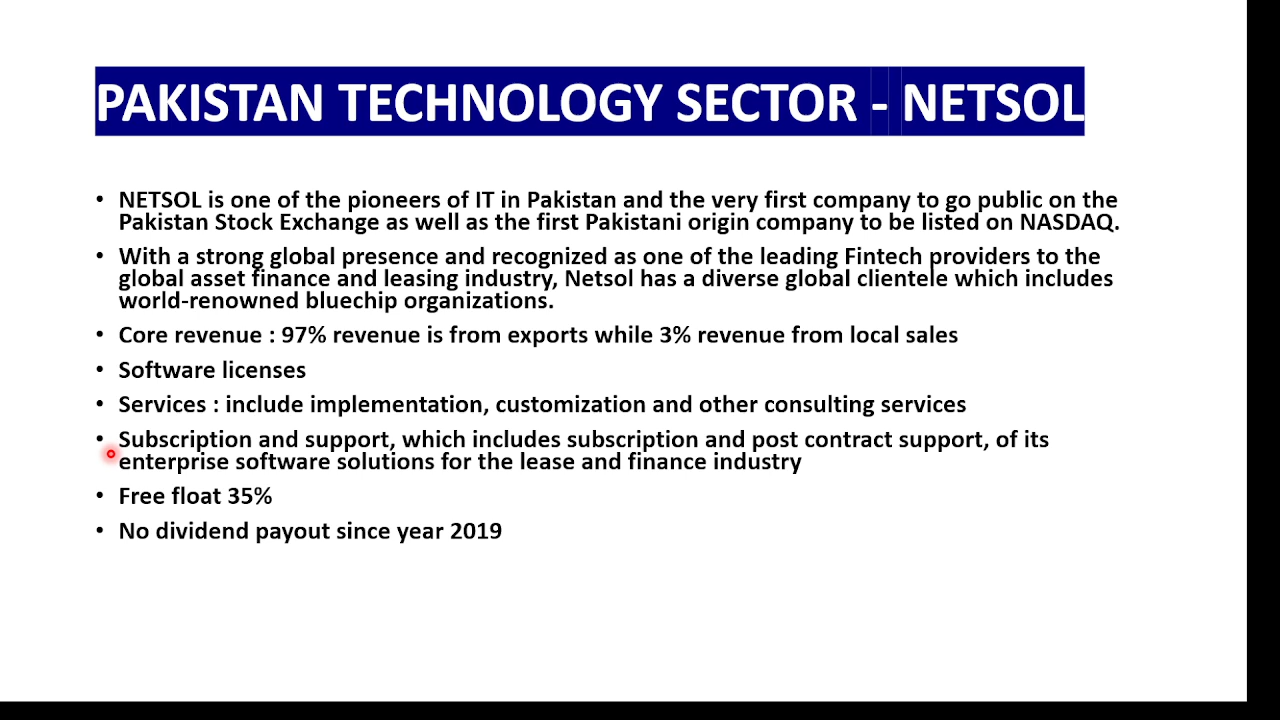 PAKISTAN TECHNOLOGY SECTOR - NETSOL
• NETSOL is one of the pioneers of IT in Pakistan and the very first company to go public on the
Pakistan Stock Exchange as well as the first Pakistani origin company to be listed on NASDAQ.
• With a strong global presence and recognized as one of the leading Fintech providers to the
global asset finance and leasing industry, Netsol has a diverse global clientele which includes
world-renowned bluechip organizations.
• Core revenue : 97% revenue is from exports while 3% revenue from local sales
• Software licenses
• Services : include implementation, customization and other consulting services
• Subscription and support, which includes subscription and post contract support, of its
enterprise software solutions for the lease and finance industry
• Free float 35%
• No dividend payout since year 2019